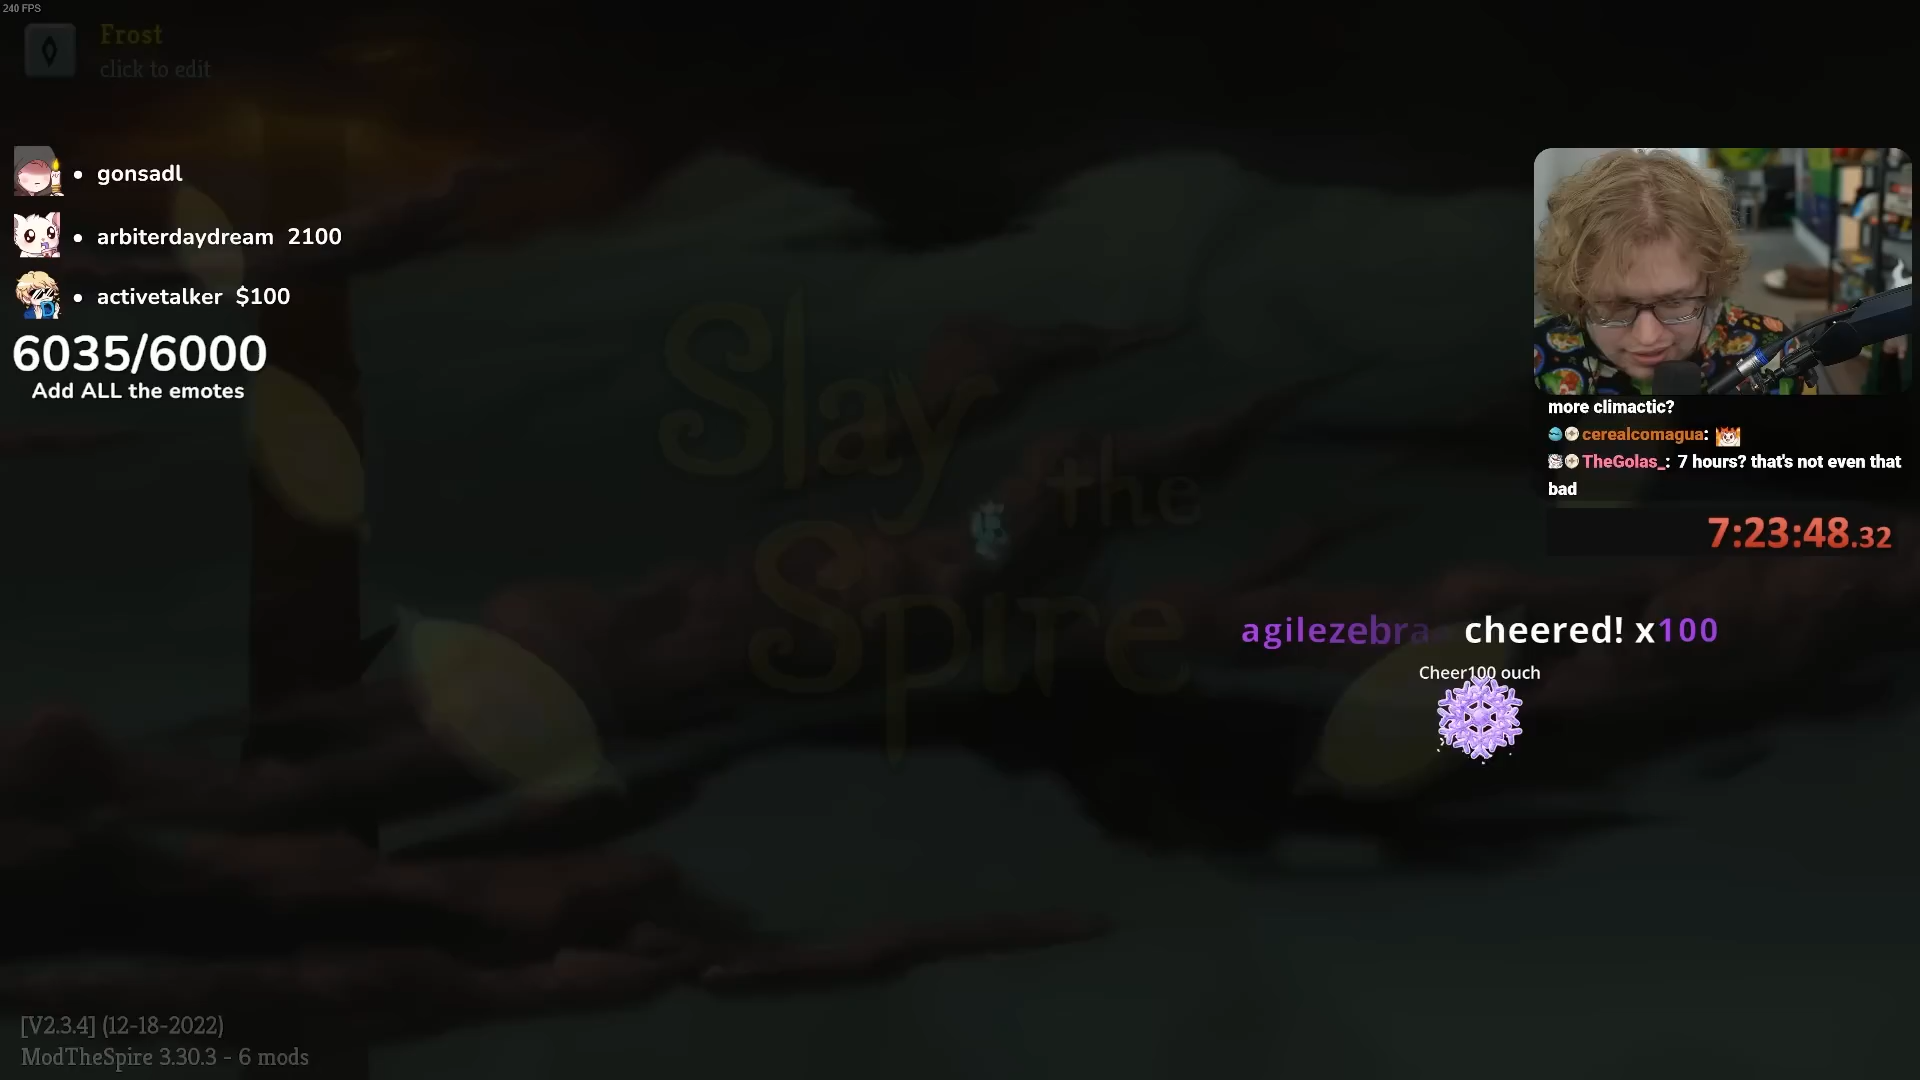 240 FPS
Frost
click to edit
gonsadl
arbiterdaydream 2100
activetalker $100
6035/6000
Add ALL the emotes
Slay
the
Spire
more climactic?
cerealcomagua:
TheGolas_: 7 hours? that's not even that
bad
7:23:48.32
agilezebra cheered! x100
Cheer100 ouch
[V2.3.4] (12-18-2022)
ModTheSpire 3.30.3 - 6 mods